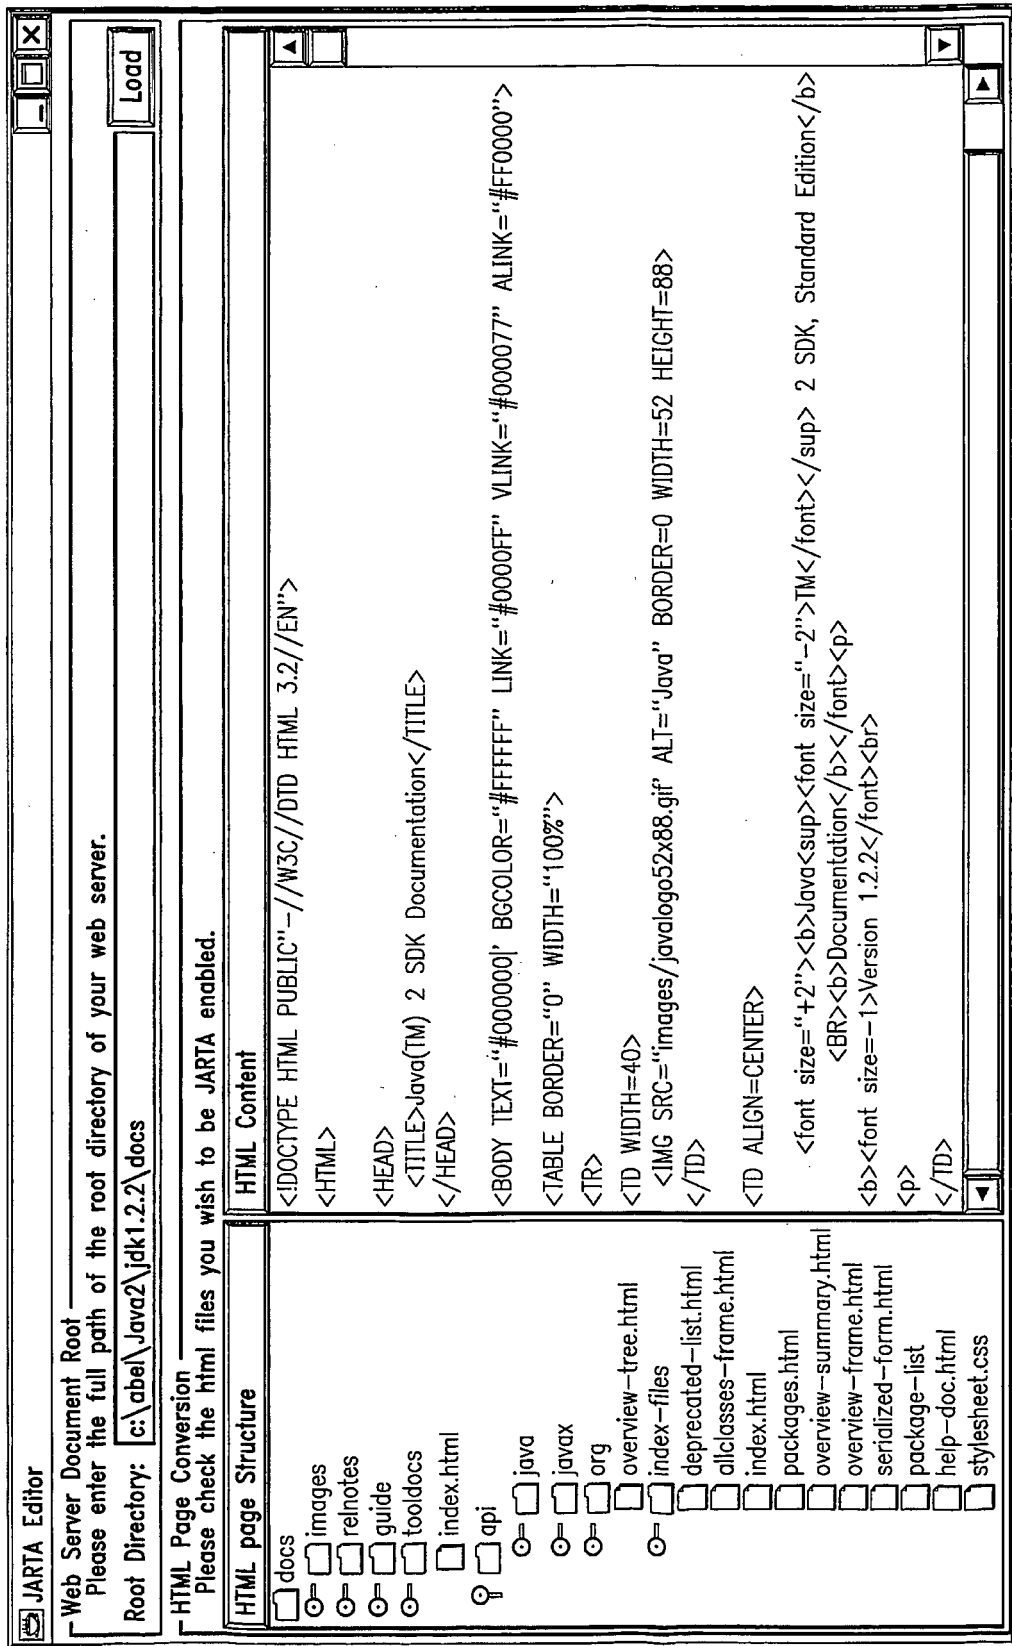 JARTA Editor
Web Server Document Root
Please enter the full path of the root directory of your web server.
Root Directory: c:\abel\Java2\jdk1.2.2\docs
Load
HTML Page Conversion
Please check the html files you wish to be JARTA enabled.
HTML page Structure
docs
images
relnotes
guide
tooldocs
index.html
api
java
javax
org
overview-tree.html
index-files
deprecated-list.html
allclasses-frame.html
index.html
packages.html
overview-summary.html
overview-frame.html
serialized-form.html
package-list
help-doc.html
stylesheet.css
HTML Content
<!DOCTYPE HTML PUBLIC"-//W3C//DTD HTML 3.2//EN">
<HTML>
<HEAD>
<TITLE>Java(TM) 2 SDK Documentation</TITLE>
</HEAD>
<BODY TEXT="#000000|' BGCOLOR="#FFFFFF" LINK="#0000FF" VLINK="#000077" ALINK="#FF0000">
<TABLE BORDER="0" WIDTH="100%">
<TR>
<TD WIDTH=40>
<IMG SRC="images/javalogo52x88.gif' ALT="Java" BORDER=0 WIDTH=52 HEIGHT=88>
</TD>
<TD ALIGN=CENTER>
<font size="+2"><b>Java<sup><font size="-2">TM</font></sup> 2 SDK, Standard Edition</b>
<BR><b>Documentation</b></font><p>
<b><font size=-1>Version 1.2.2</font><br>
<p>
</TD>